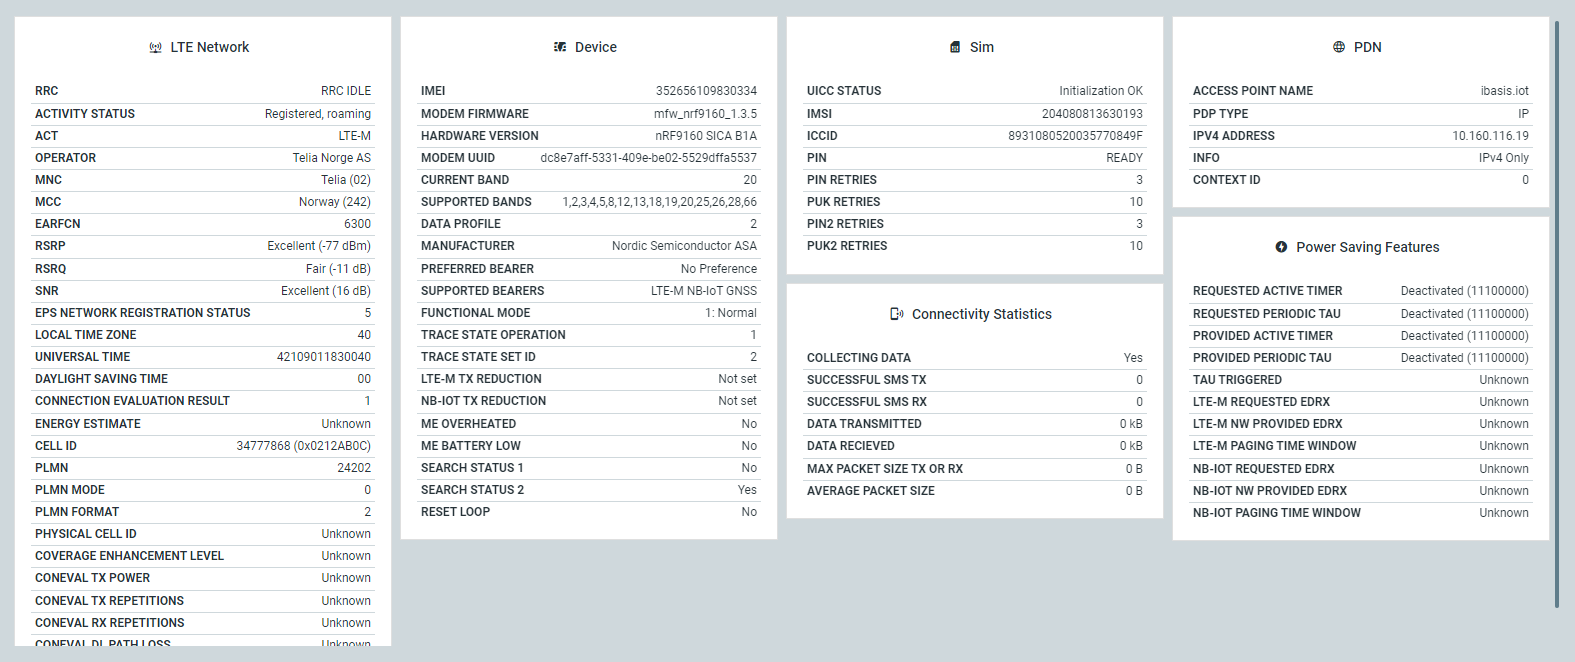 LTE Network
RRC RRC IDLE
ACTIVITY STATUS Registered, roaming
ACT LTE-M
OPERATOR Telia Norge AS
MNC Telia (02)
MCC Norway (242)
EARFCN 6300
RSRP Excellent (-77 dBm)
RSRQ Fair (-11 dB)
SNR Excellent (16 dB)
EPS NETWORK REGISTRATION STATUS 5
LOCAL TIME ZONE 40
UNIVERSAL TIME 42109011830040
DAYLIGHT SAVING TIME 00
CONNECTION EVALUATION RESULT 1
ENERGY ESTIMATE Unknown
CELL ID 34777868 (0x0212AB0C)
PLMN 24202
PLMN MODE 0
PLMN FORMAT 2
PHYSICAL CELL ID Unknown
COVERAGE ENHANCEMENT LEVEL Unknown
CONEVAL TX POWER Unknown
CONEVAL TX REPETITIONS Unknown
CONEVAL RX REPETITIONS Unknown
CONEVAL DL PATH LOSS Unknown
Device
IMEI 352656109830334
MODEM FIRMWARE mfw_nrf9160_1.3.5
HARDWARE VERSION nRF9160 SICA B1A
MODEM UUID dc8e7aff-5331-409e-be02-5529dffa5537
CURRENT BAND 20
SUPPORTED BANDS 1,2,3,4,5,8,12,13,18,19,20,25,26,28,66
DATA PROFILE 2
MANUFACTURER Nordic Semiconductor ASA
PREFERRED BEARER No Preference
SUPPORTED BEARERS LTE-M NB-IoT GNSS
FUNCTIONAL MODE 1: Normal
TRACE STATE OPERATION 1
TRACE STATE SET ID 2
LTE-M TX REDUCTION Not set
NB-IOT TX REDUCTION Not set
ME OVERHEATED No
ME BATTERY LOW No
SEARCH STATUS 1 No
SEARCH STATUS 2 Yes
RESET LOOP No
Sim
UICC STATUS Initialization OK
IMSI 204080813630193
ICCID 8931080520035770849F
PIN READY
PIN RETRIES 3
PUK RETRIES 10
PIN2 RETRIES 3
PUK2 RETRIES 10
Connectivity Statistics
COLLECTING DATA Yes
SUCCESSFUL SMS TX 0
SUCCESSFUL SMS RX 0
DATA TRANSMITTED 0 kB
DATA RECIEVED 0 kB
MAX PACKET SIZE TX OR RX 0 B
AVERAGE PACKET SIZE 0 B
PDN
ACCESS POINT NAME ibasis.iot
PDP TYPE IP
IPV4 ADDRESS 10.160.116.19
INFO IPv4 Only
CONTEXT ID 0
Power Saving Features
REQUESTED ACTIVE TIMER Deactivated (11100000)
REQUESTED PERIODIC TAU Deactivated (11100000)
PROVIDED ACTIVE TIMER Deactivated (11100000)
PROVIDED PERIODIC TAU Deactivated (11100000)
TAU TRIGGERED Unknown
LTE-M REQUESTED EDRX Unknown
LTE-M NW PROVIDED EDRX Unknown
LTE-M PAGING TIME WINDOW Unknown
NB-IOT REQUESTED EDRX Unknown
NB-IOT NW PROVIDED EDRX Unknown
NB-IOT PAGING TIME WINDOW Unknown